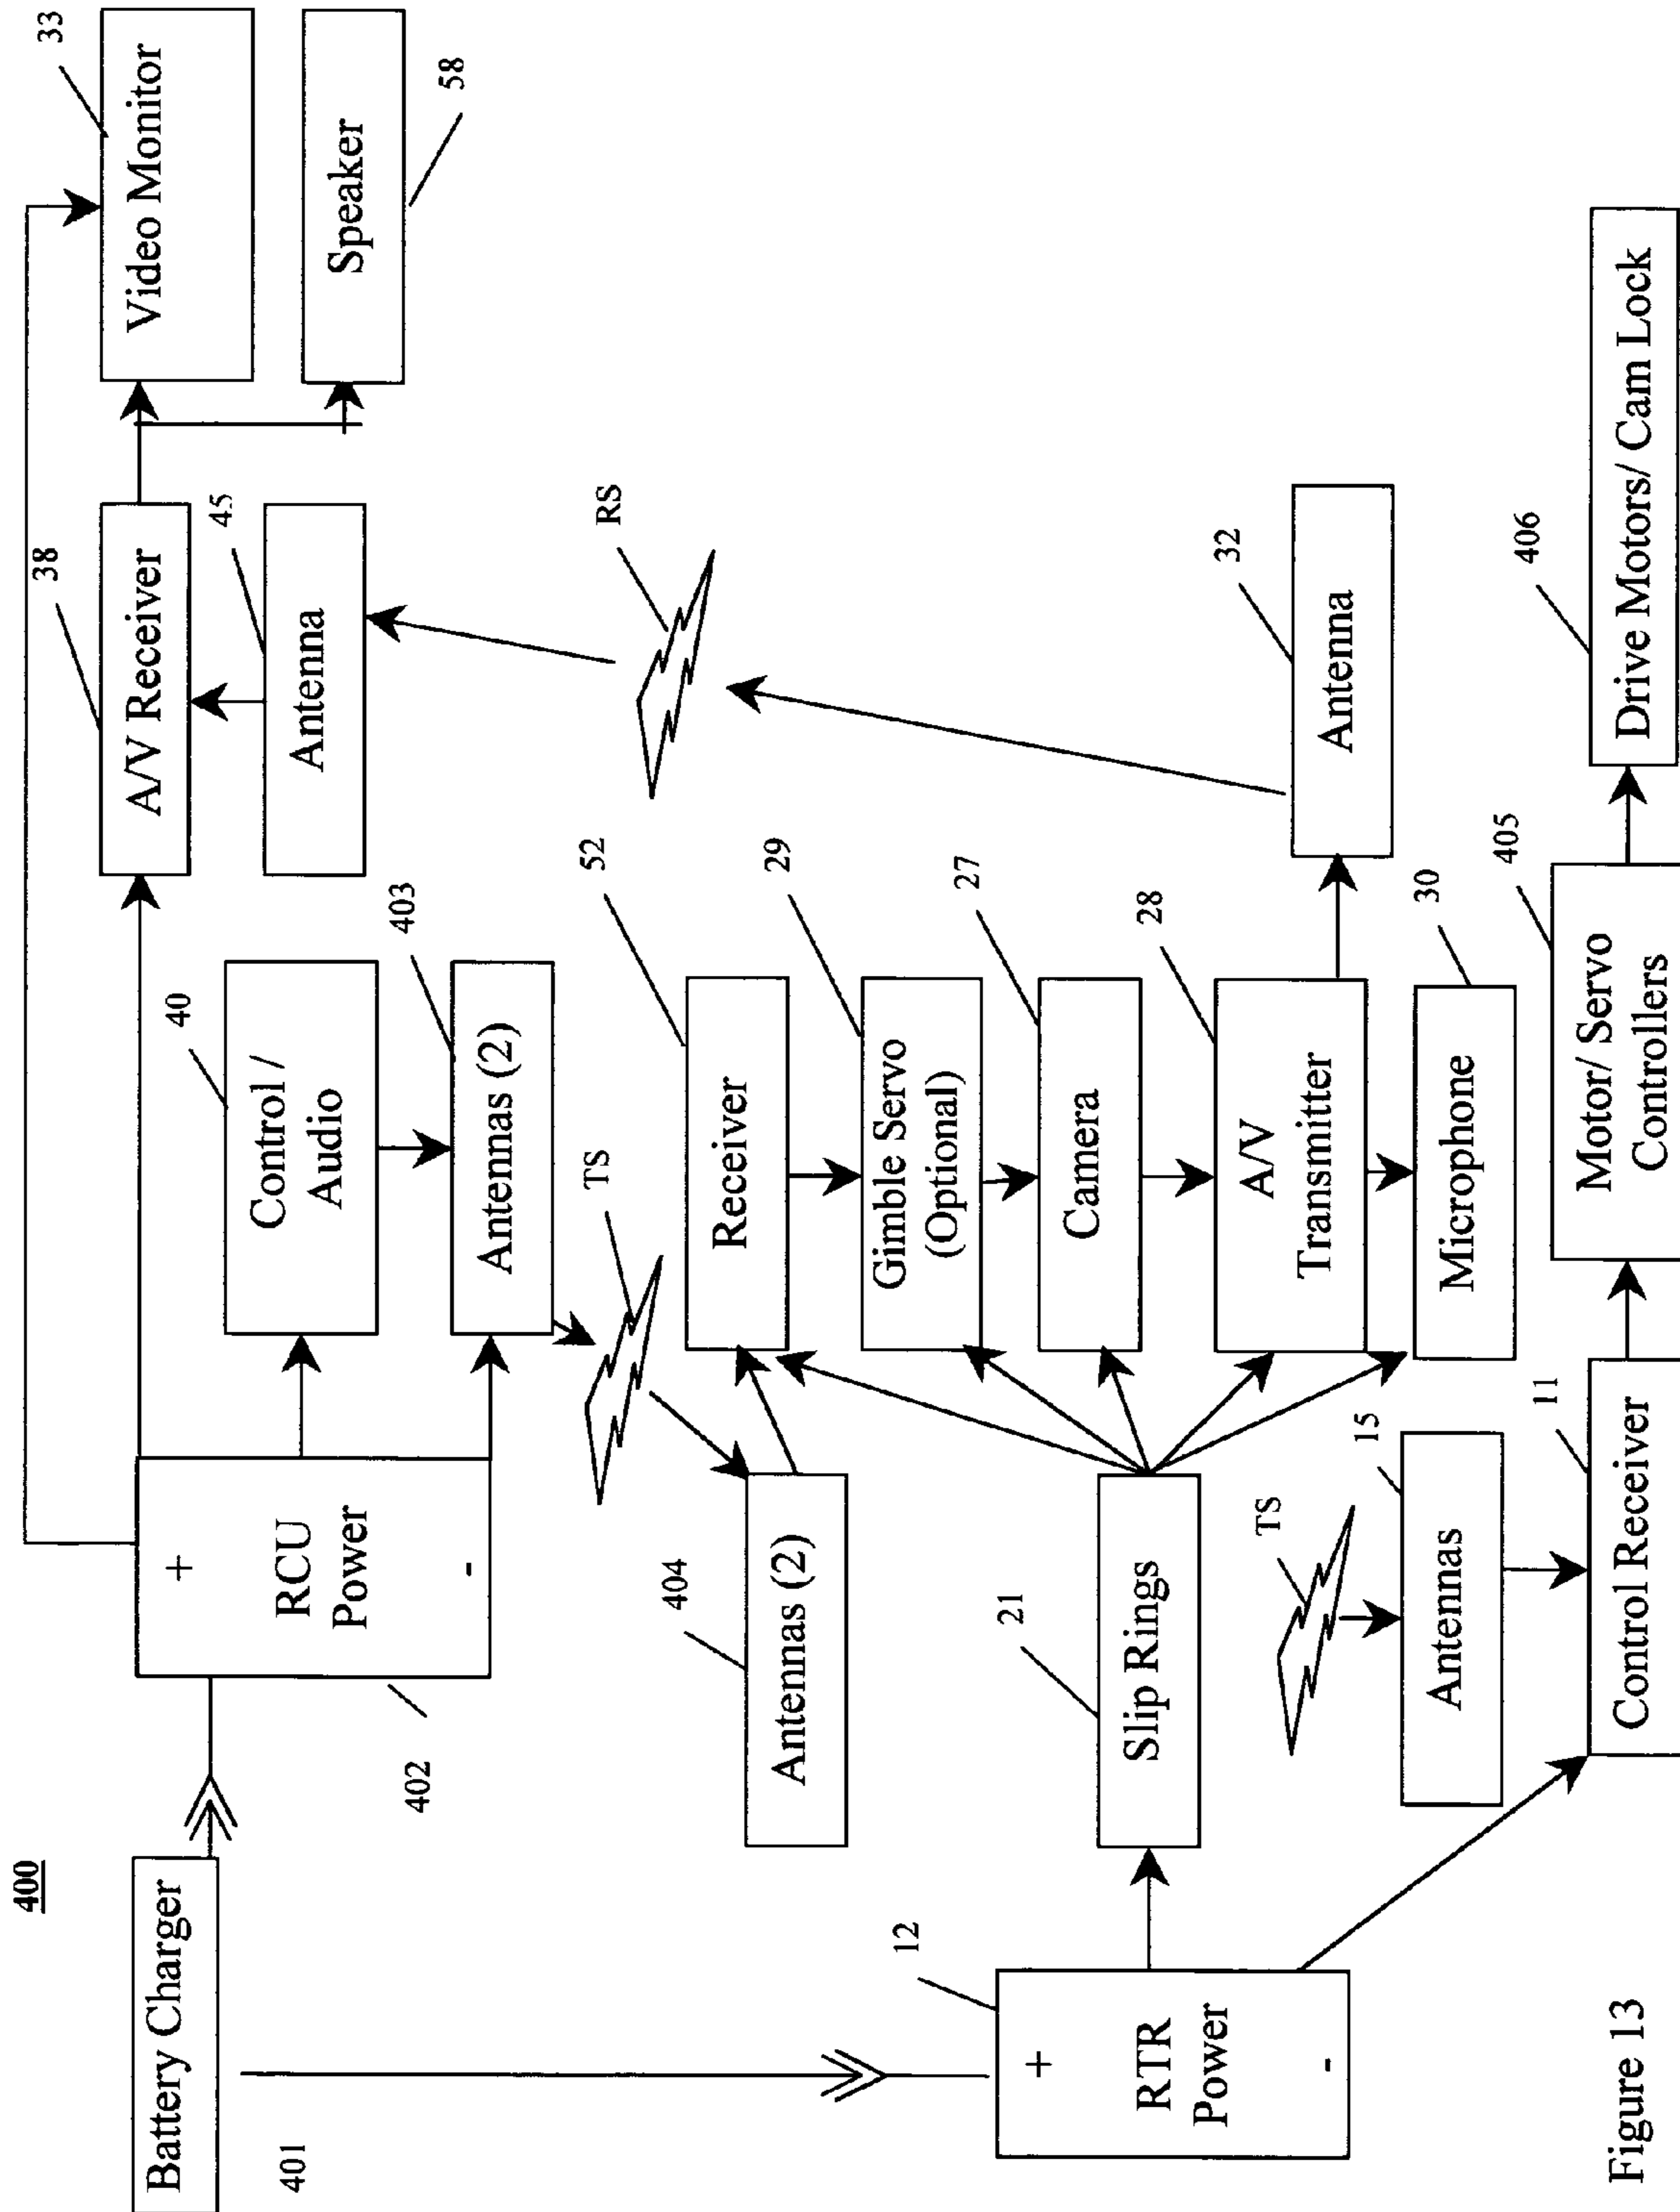 400
Battery Charger
401
+
RCU
Power
-
402
33
Video Monitor
58
Speaker
38
A/V Receiver
45
Antenna
40
Control /
Audio
403
Antennas (2)
TS
RS
404
Antennas (2)
52
Receiver
29
Gimble Servo
(Optional)
27
Camera
28
A/V
Transmitter
30
Microphone
32
Antenna
12
+
RTR
Power
-
21
Slip Rings
TS
15
Antennas
11
Control Receiver
405
Motor/ Servo
Controllers
406
Drive Motors/ Cam Lock
Figure 13